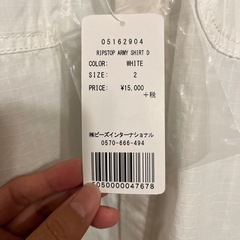 05162904
RIPSTOP ARMY SHIRT D
COLOR: WHITE
SIZE: 2
PRICE: ¥15,000
+税
㈱ビーズインターナショナル
0570-666-494
5050000047678